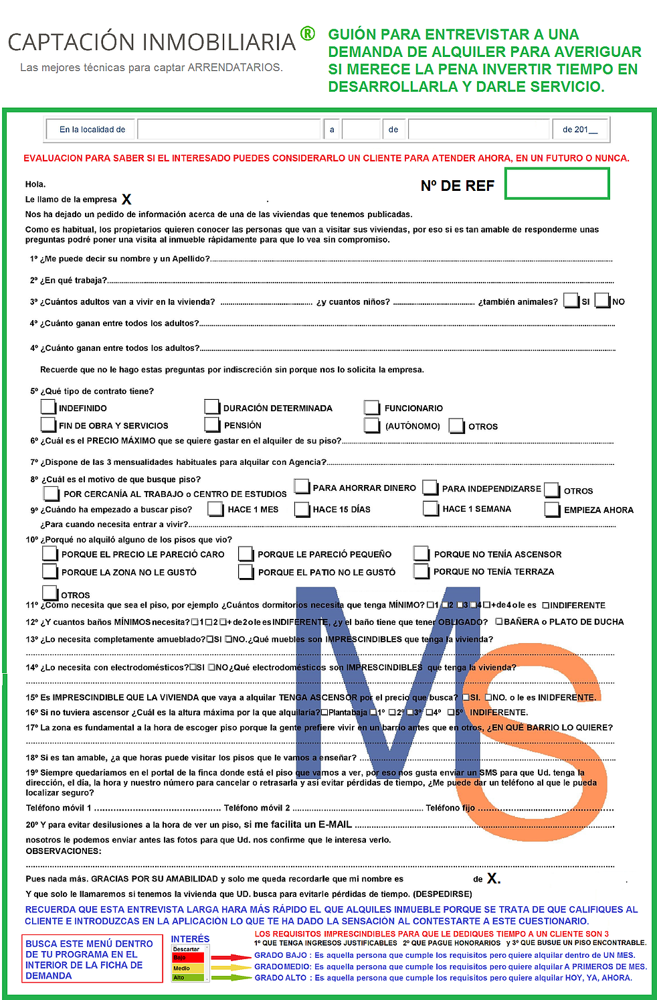 CAPTACIÓN INMOBILIARIA ®
Las mejores técnicas para captar ARRENDATARIOS.
GUIÓN PARA ENTREVISTAR A UNA
DEMANDA DE ALQUILER PARA AVERIGUAR
SI MERECE LA PENA INVERTIR TIEMPO EN
DESARROLLARLA Y DARLE SERVICIO.
En la localidad de a de de 201__
EVALUACION PARA SABER SI EL INTERESADO PUEDES CONSIDERARLO UN CLIENTE PARA ATENDER AHORA, EN UN FUTURO O NUNCA.
Hola.
Nº DE REF
Le llamo de la empresa X .
Nos ha dejado un pedido de información acerca de una de las viviendas que tenemos publicadas.
Como es habitual, los propietarios quieren conocer las personas que van a visitar sus viviendas, por eso si es tan amable de responderme unas
preguntas podré poner una visita al inmueble rápidamente para que lo vea sin compromiso.
1º ¿Me puede decir su nombre y un Apellido?
2º ¿En qué trabaja?
3º ¿Cuántos adultos van a vivir en la vivienda? ¿y cuantos niños? ¿también animales? SI NO
4º ¿Cuánto ganan entre todos los adultos?
4º ¿Cuánto ganan entre todos los adultos?
Recuerde que no le hago estas preguntas por indiscreción sin porque nos lo solicita la empresa.
5º ¿Qué tipo de contrato tiene?
INDEFINIDO DURACIÓN DETERMINADA FUNCIONARIO
FIN DE OBRA Y SERVICIOS PENSIÓN (AUTÓNOMO) OTROS
6º ¿Cuál es el PRECIO MÁXIMO que se quiere gastar en el alquiler de su piso?
7º ¿Dispone de las 3 mensualidades habituales para alquilar con Agencia?
8º ¿Cuál es el motivo de que busque piso?
POR CERCANÍA AL TRABAJO o CENTRO DE ESTUDIOS PARA AHORRAR DINERO PARA INDEPENDIZARSE OTROS
9º ¿Cuándo ha empezado a buscar piso? HACE 1 MES HACE 15 DÍAS HACE 1 SEMANA EMPIEZA AHORA
¿Para cuando necesita entrar a vivir?
10º ¿Porqué no alquiló alguno de los pisos que vio?
PORQUE EL PRECIO LE PARECIÓ CARO PORQUE LE PARECIÓ PEQUEÑO PORQUE NO TENÍA ASCENSOR
PORQUE LA ZONA NO LE GUSTÓ PORQUE EL PATIO NO LE GUSTÓ PORQUE NO TENÍA TERRAZA
OTROS
11º ¿Cómo necesita que sea el piso, por ejemplo ¿Cuántos dormitorios necesita que tenga MÍNIMO? 1 2 3 4 +de4 o le es INDIFERENTE
12º ¿Y cuantos baños MÍNIMOS necesita? 1 2 + de 2 o le es INDIFERENTE, ¿y el baño tiene que tener OBLIGADO? BAÑERA o PLATO DE DUCHA
13º ¿Lo necesita completamente amueblado? SI NO. ¿Qué muebles son IMPRESCINDIBLES que tenga la vivienda?
14º ¿Lo necesita con electrodomésticos? SI NO ¿Qué electrodomésticos son IMPRESCINDIBLES que tenga la vivienda?
15º Es IMPRESCINDIBLE QUE LA VIVIENDA que vaya a alquilar TENGA ASCENSOR por el precio que busca? SI. NO. o le es INIDFERENTE.
16º Si no tuviera ascensor ¿Cuál es la altura máxima por la que alquilaría? Planta baja 1º 2º 3º 4º 5º INDIFERENTE.
17º La zona es fundamental a la hora de escoger piso porque la gente prefiere vivir en un barrio antes que en otros, ¿EN QUÉ BARRIO LO QUIERE?
18º Si es tan amable, ¿a que horas puede visitar los pisos que le vamos a enseñar?
19º Siempre quedaríamos en el portal de la finca donde está el piso que vamos a ver, por eso nos gusta enviar un SMS para que Ud. tenga la
dirección, el día, la hora y nuestro número para cancelar o retrasarla y así evitar pérdidas de tiempo, ¿Me puede dar un teléfono al que le pueda
localizar seguro?
Teléfono móvil 1 Teléfono móvil 2 Teléfono fijo
20º Y para evitar desilusiones a la hora de ver un piso, si me facilita un E-MAIL
nosotros le podemos enviar antes las fotos para que Ud. nos confirme que le interesa verlo.
OBSERVACIONES:
Pues nada más. GRACIAS POR SU AMABILIDAD y solo me queda recordarle que mi nombre es de X. .
Y que solo le llamaremos si tenemos la vivienda que UD. busca para evitarle pérdidas de tiempo. (DESPEDIRSE)
RECUERDA QUE ESTA ENTREVISTA LARGA HARA MÁS RÁPIDO EL QUE ALQUILES INMUEBLE PORQUE SE TRATA DE QUE CALIFIQUES AL
CLIENTE E INTRODUZCAS EN LA APLICACIÓN LO QUE TE HA DADO LA SENSACIÓN AL CONTESTARTE A ESTE CUESTIONARIO.
BUSCA ESTE MENÚ DENTRO
DE TU PROGRAMA EN EL
INTERIOR DE LA FICHA DE
DEMANDA
INTERÉS
Descartar
Bajo
Medio
Alto
LOS REQUISITOS IMPRESCINDIBLES PARA QUE LE DEDIQUES TIEMPO A UN CLIENTE SON 3
1º QUE TENGA INGRESOS JUSTIFICABLES 2º QUE PAGUE HONORARIOS y 3º QUE BUSUE UN PISO ENCONTRABLE.
GRADO BAJO : Es aquella persona que cumple los requisitos pero quiere alquilar dentro de UN MES.
GRADO MEDIO: Es aquella persona que cumple los requisitos pero quiere alquilar A PRIMEROS DE MES.
GRADO ALTO : Es aquella persona que cumple los requisitos pero quiere alquilar HOY, YA, AHORA.
MS